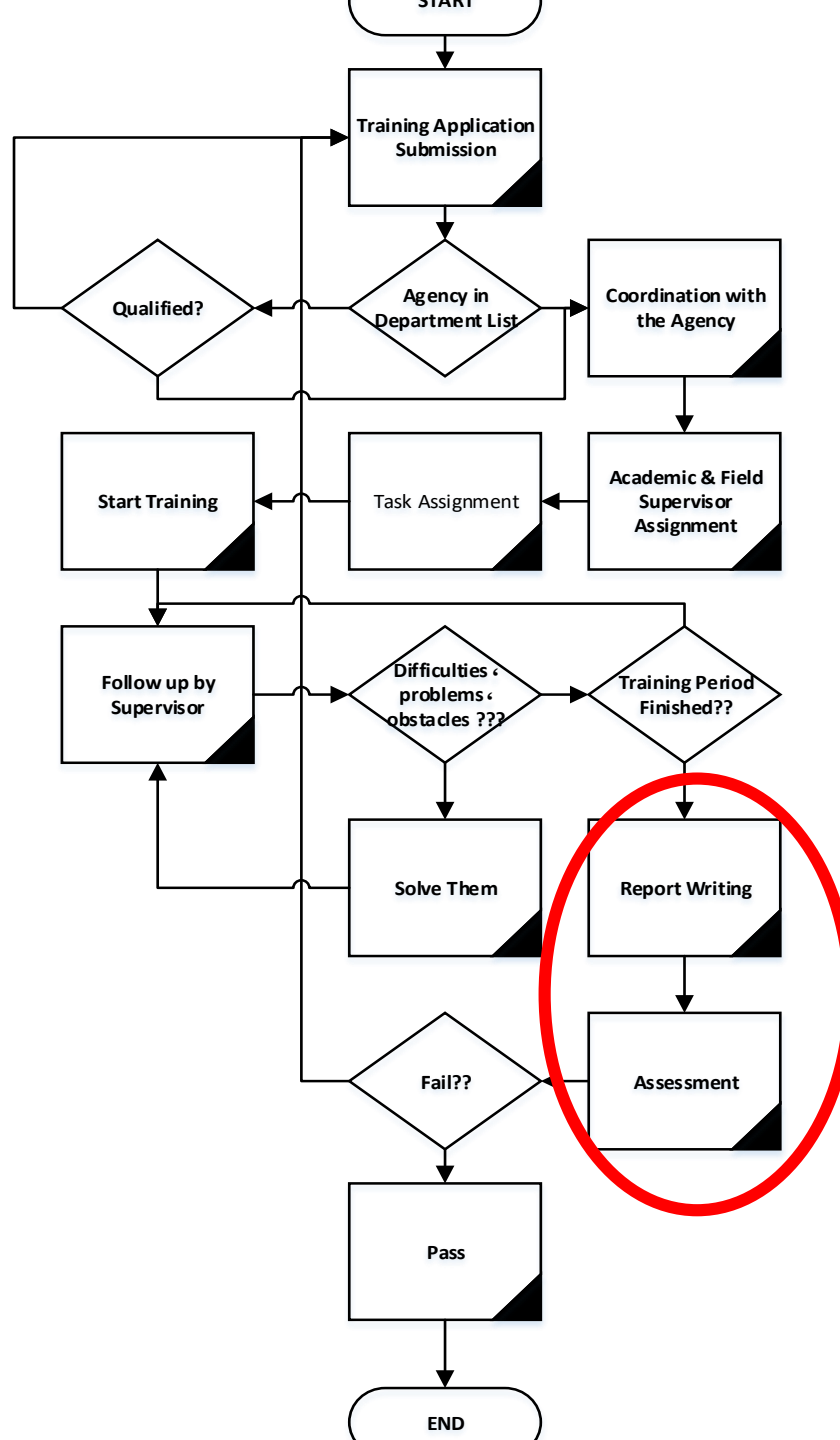 START
Training Application
Submission
Qualified?
Agency in
Department List
Coordination with
the Agency
Start Training
Task Assignment
Academic & Field
Supervisor
Assignment
Follow up by
Supervisor
Difficulties ،
problems ،
obstacles ???
Training Period
Finished??
Solve Them
Report Writing
Fail??
Assessment
Pass
END